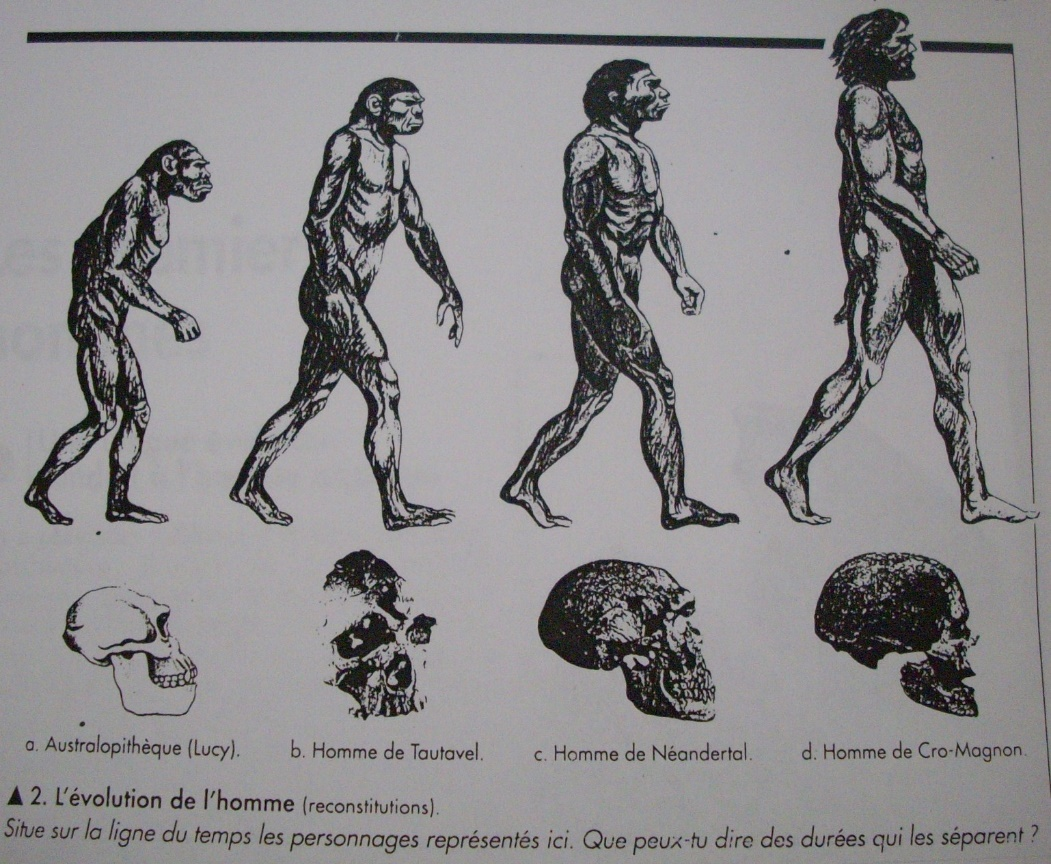 a. Australopithèque (Lucy).
b. Homme de Tautavel.
c. Homme de Néandertal.
d. Homme de Cro-Magnon.
▲ 2. L'évolution de l'homme (reconstitutions).
Situe sur la ligne du temps les personnages représentés ici. Que peux-tu dire des durées qui les séparent ?